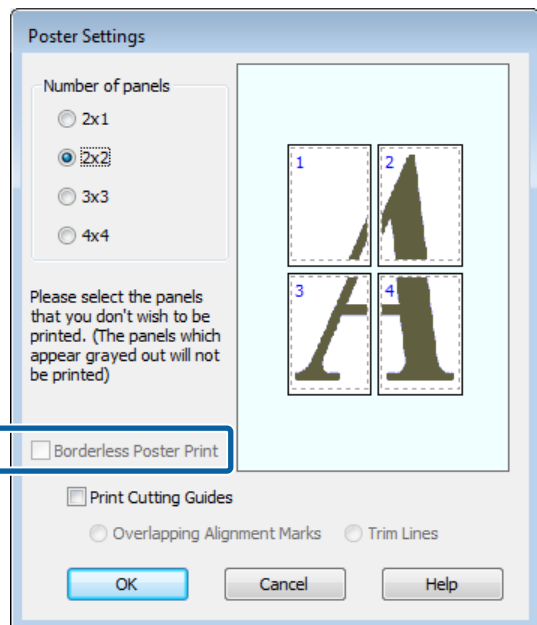 Poster Settings
Number of panels
2x1
2x2
3x3
4x4
1
2
3
4
Please select the panels
that you don't wish to be
printed. (The panels which
appear grayed out will not
be printed)
Borderless Poster Print
Print Cutting Guides
Overlapping Alignment Marks
Trim Lines
OK
Cancel
Help